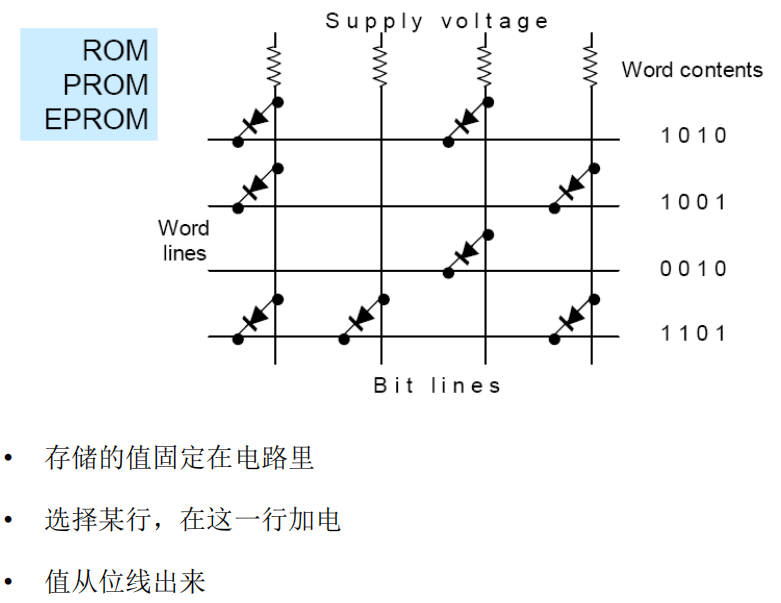 Supply voltage
ROM
PROM
EPROM
Word contents
1010
1001
Word
lines
0010
1101
Bit lines
• 存储的值固定在电路里
• 选择某行，在这一行加电
• 值从位线出来